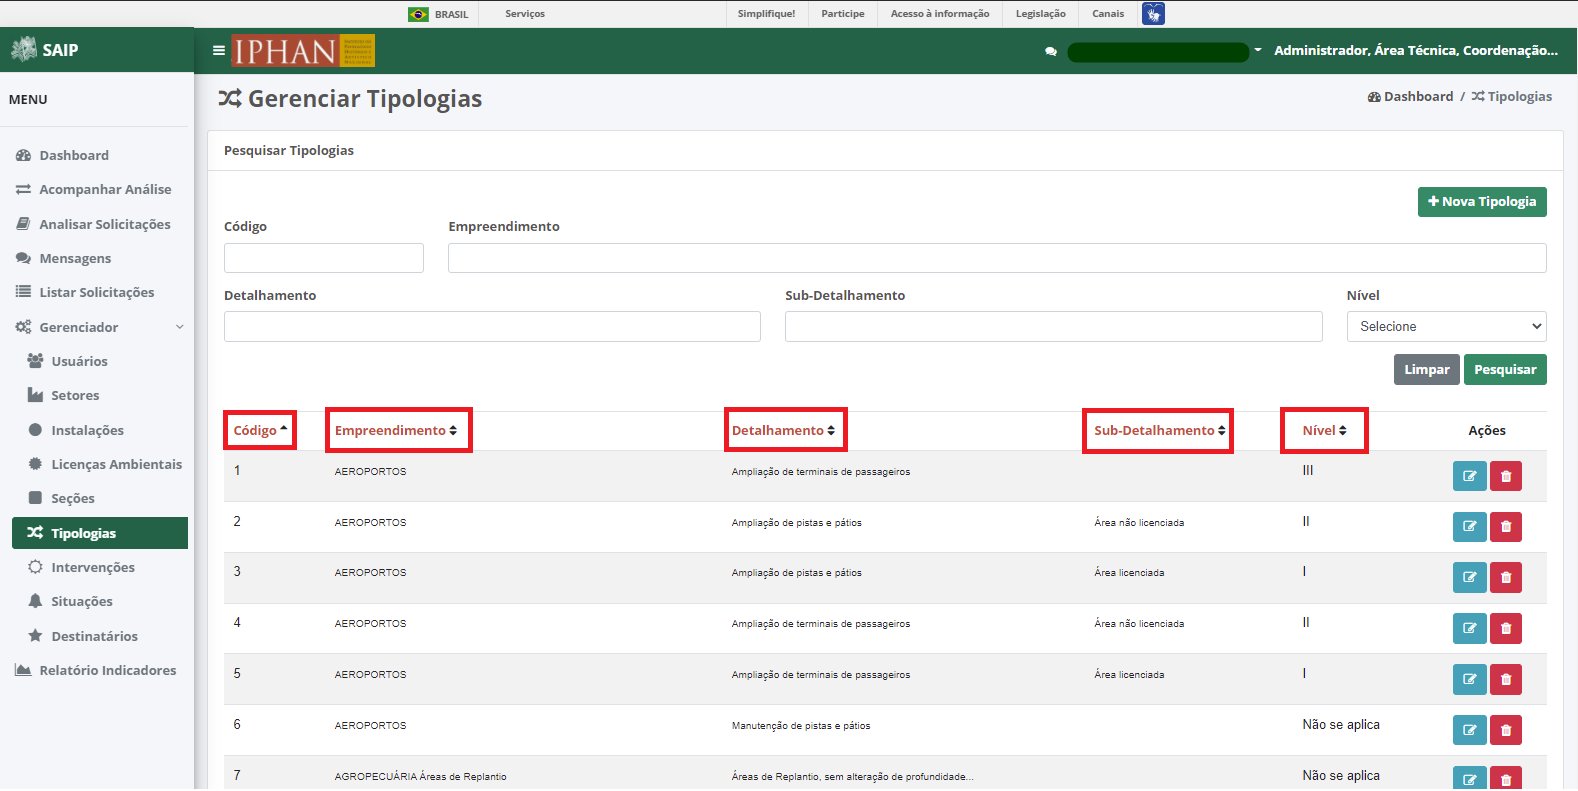 BRASIL
Serviços
Simplifique!
Participe
Acesso à informação
Legislação
Canais
SAIP
IPHAN
Administrador, Área Técnica, Coordenação...
MENU
Dashboard
Acompanhar Análise
Analisar Solicitações
Mensagens
Listar Solicitações
Gerenciador
Usuários
Setores
Instalações
Licenças Ambientais
Seções
Tipologias
Intervenções
Situações
Destinatários
Relatório Indicadores
Gerenciar Tipologias
Dashboard / Tipologias
Pesquisar Tipologias
Nova Tipologia
Código Empreendimento
Detalhamento Sub-Detalhamento Nível
Selecione
Limpar Pesquisar
Código Empreendimento Detalhamento Sub-Detalhamento Nível Ações
1 AEROPORTOS Ampliação de terminais de passageiros III
2 AEROPORTOS Ampliação de pistas e pátios Área não licenciada II
3 AEROPORTOS Ampliação de pistas e pátios Área licenciada I
4 AEROPORTOS Ampliação de terminais de passageiros Área não licenciada II
5 AEROPORTOS Ampliação de terminais de passageiros Área licenciada I
6 AEROPORTOS Manutenção de pistas e pátios Não se aplica
7 AGROPECUÁRIA Áreas de Replantio Áreas de Replantio, sem alteração de profundidade... Não se aplica